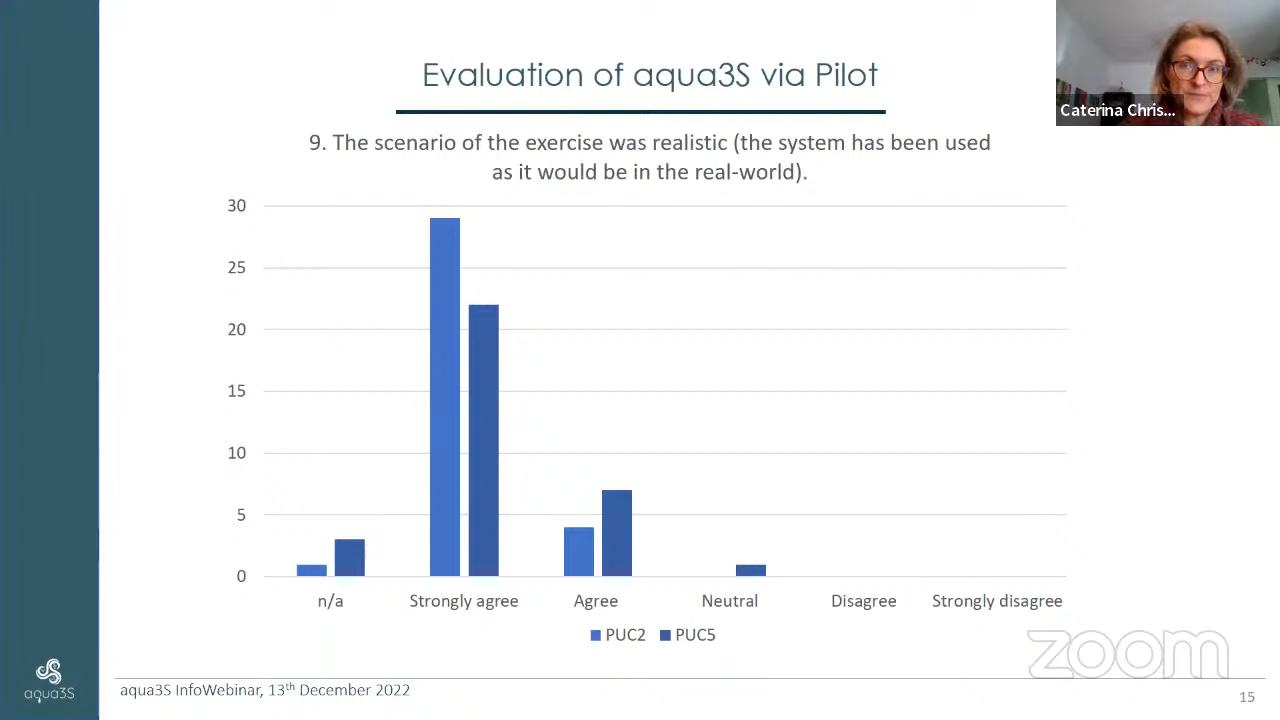 Evaluation of aqua3S via Pilot
Caterina Chris...
9. The scenario of the exercise was realistic (the system has been used
as it would be in the real-world).
30
25
20
15
10
5
0
n/a Strongly agree Agree Neutral Disagree Strongly disagree
PUC2 PUC5
zoom
aqua3S
aqua3S InfoWebinar, 13th December 2022
15